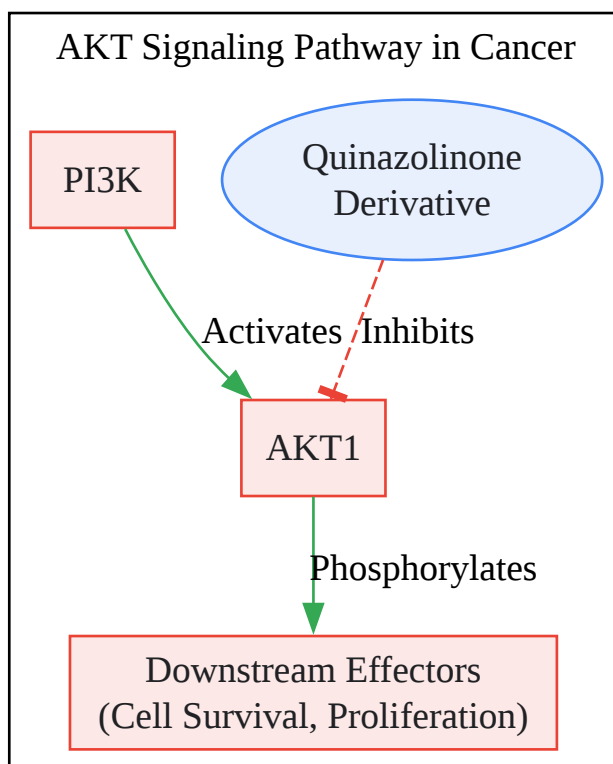 AKT Signaling Pathway in Cancer
PI3K
Quinazolinone
Derivative
Activates
Inhibits
AKT1
Phosphorylates
Downstream Effectors
(Cell Survival, Proliferation)